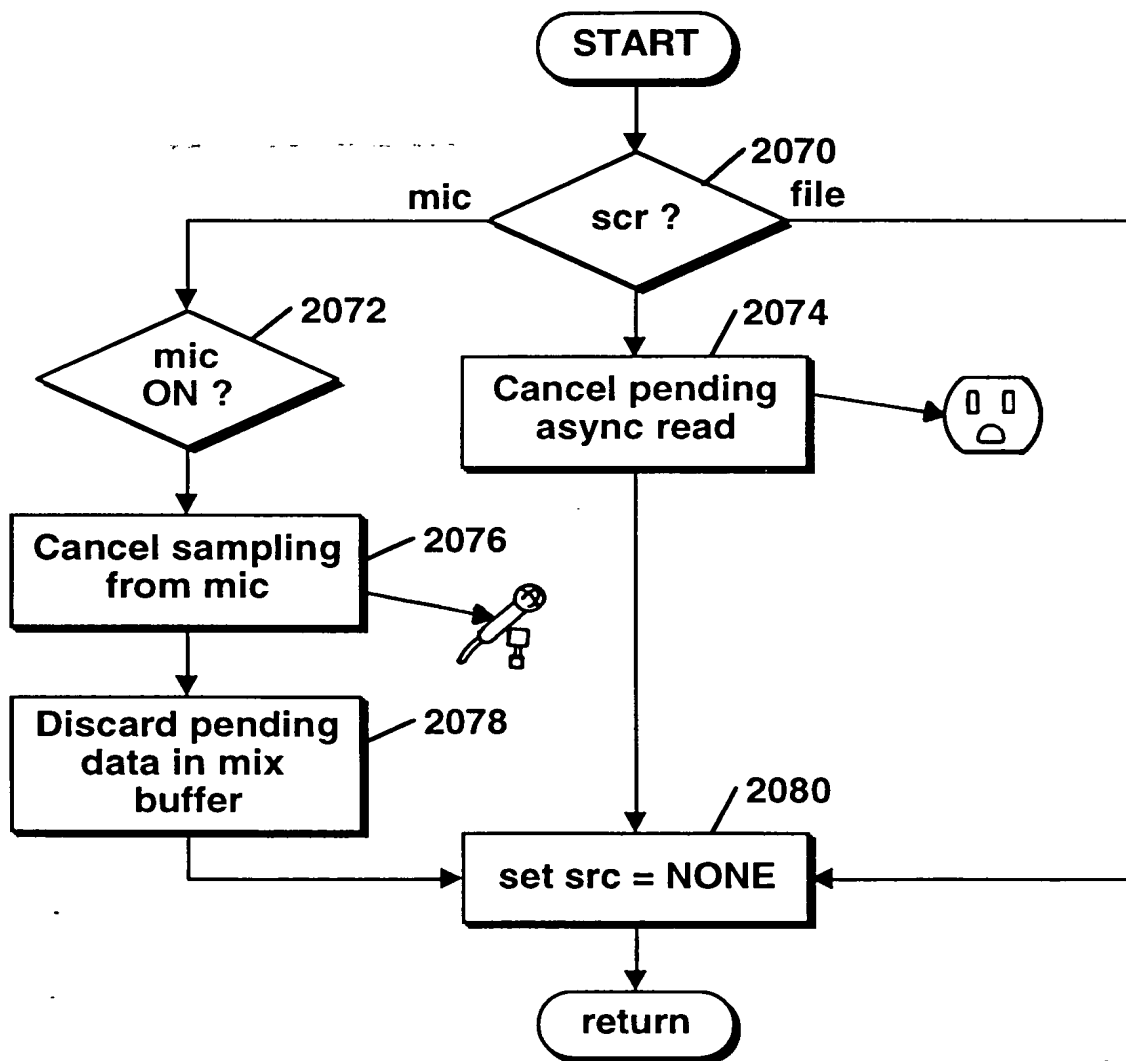 START
2070
mic
file
scr ?
2072
2074
mic
ON ?
Cancel pending
async read
Cancel sampling
from mic
2076
Discard pending
data in mix
buffer
2078
2080
set src = NONE
return